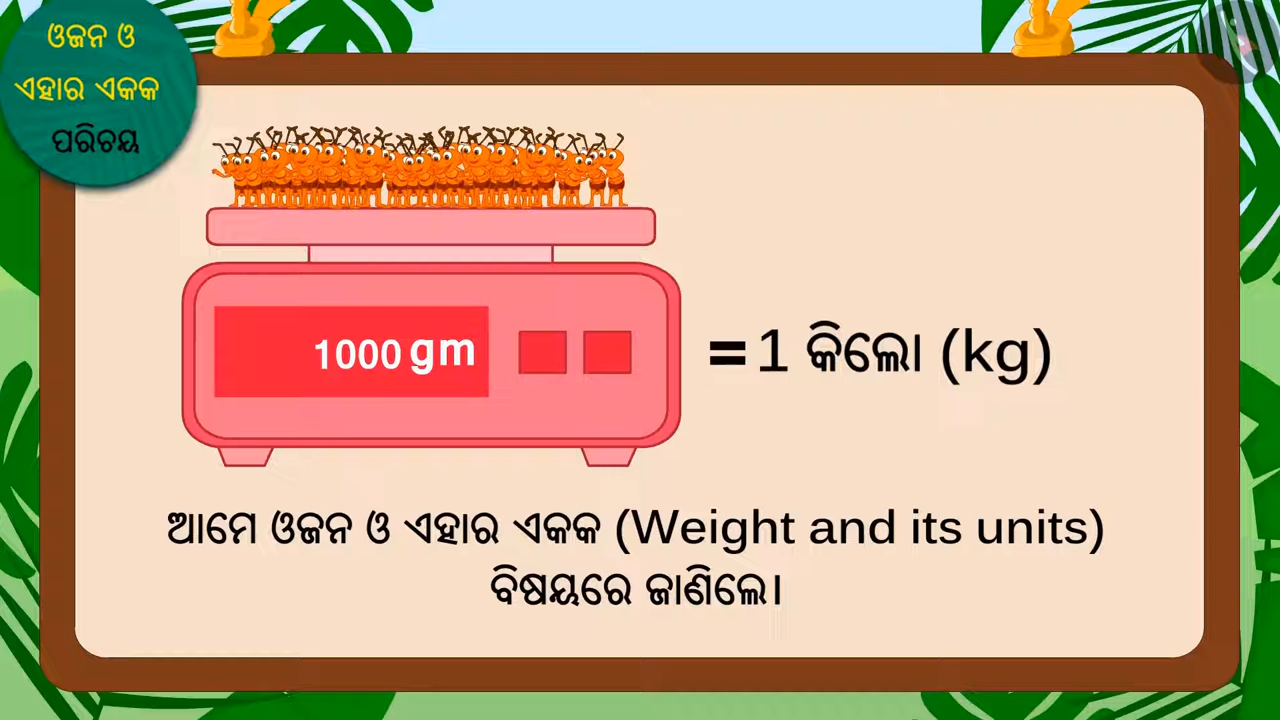 ଓଜନ ଓ
ଏହାର ଏକକ
ପରିଚୟ
1000 gm
= 1 କିଲୋ (kg)
ଆମେ ଓଜନ ଓ ଏହାର ଏକକ (Weight and its units)
ବିଷୟରେ ଜାଣିଲେ।